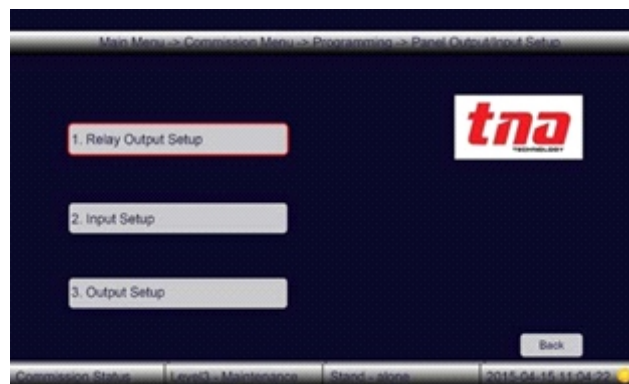 Main Menu -> Commission Menu -> Programming -> Panel Output/Input Setup
tna
TECHNOLOGY
1. Relay Output Setup
2. Input Setup
3. Output Setup
Back
Commission Status Level3 - Maintenance Stand - alone 2015-04-15 11:04:22